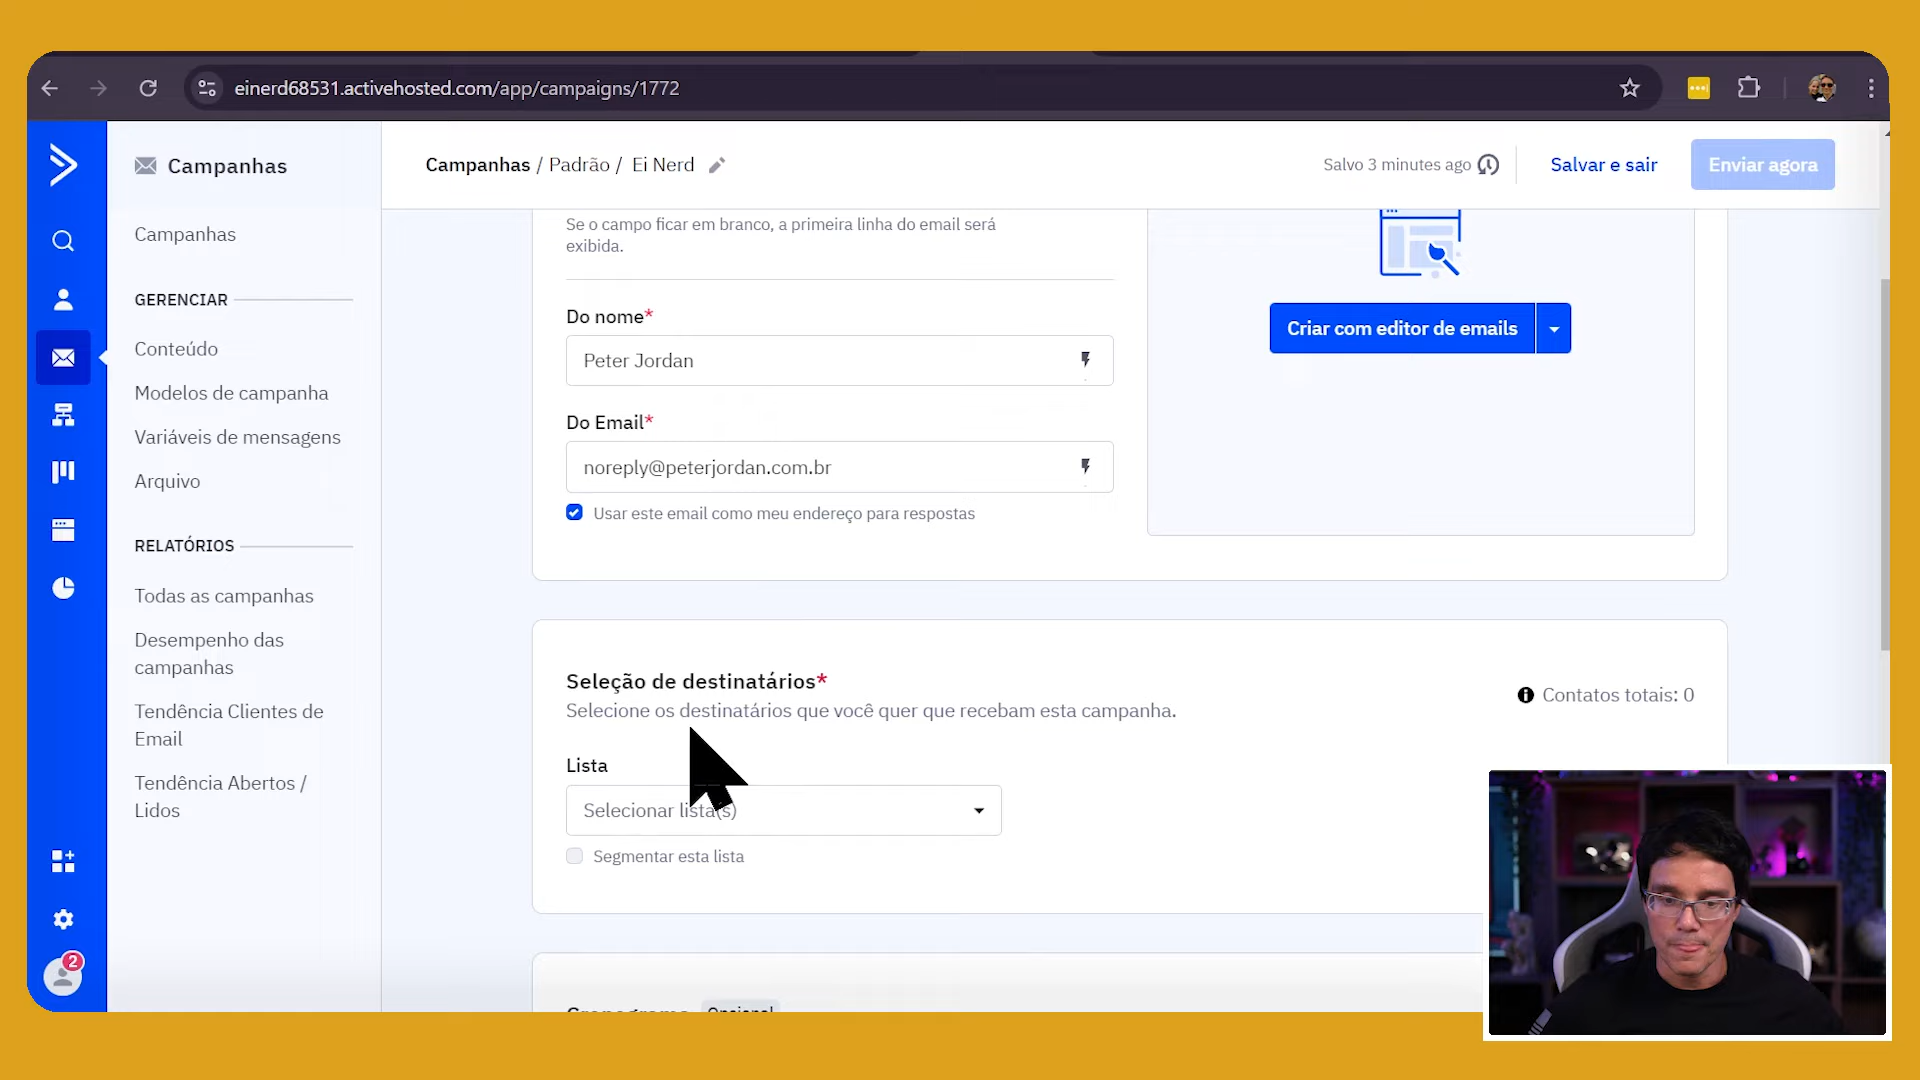 einerd68531.activehosted.com/app/campaigns/1772
Campanhas
Campanhas / Padrão / Ei Nerd
Salvo 3 minutes ago
Salvar e sair
Enviar agora
Campanhas
GERENCIAR
Conteúdo
Modelos de campanha
Variáveis de mensagens
Arquivo
RELATÓRIOS
Todas as campanhas
Desempenho das
campanhas
Tendência Clientes de
Email
Tendência Abertos /
Lidos
2
Se o campo ficar em branco, a primeira linha do email será
exibida.
Do nome*
Peter Jordan
Do Email*
noreply@peterjordan.com.br
Usar este email como meu endereço para respostas
Criar com editor de emails
Seleção de destinatários*
Selecione os destinatários que você quer que recebam esta campanha.
Contatos totais: 0
Lista
Selecionar lista(s)
Segmentar esta lista
Cronograma Opcional